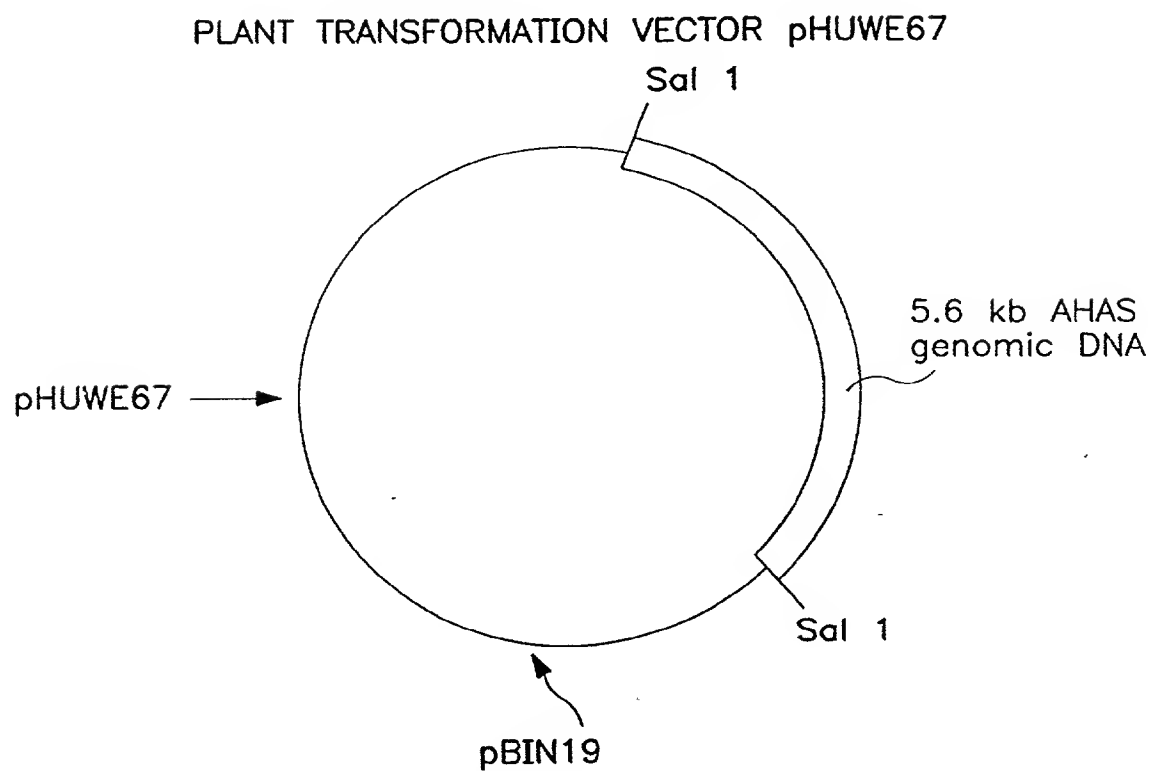 PLANT TRANSFORMATION VECTOR pHUWE67
Sal 1
5.6 kb AHAS
genomic DNA
pHUWE67
Sal 1
pBIN19